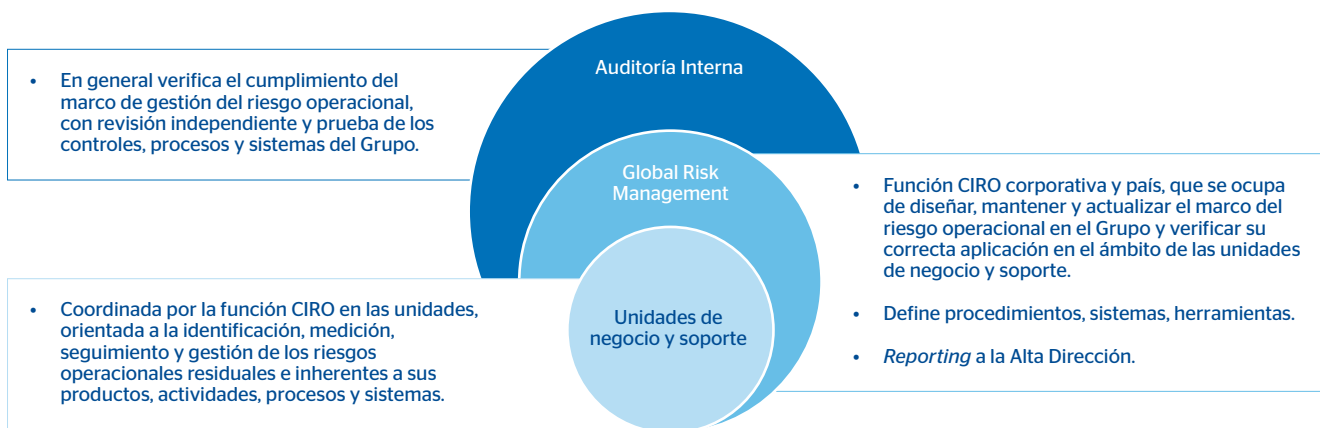 Auditoría Interna
• En general verifica el cumplimiento del
marco de gestión del riesgo operacional,
con revisión independiente y prueba de los
controles, procesos y sistemas del Grupo.
Global Risk
Management
• Función CIRO corporativa y país, que se ocupa
de diseñar, mantener y actualizar el marco del
riesgo operacional en el Grupo y verificar su
correcta aplicación en el ámbito de las unidades
de negocio y soporte.
• Define procedimientos, sistemas, herramientas.
• Reporting a la Alta Dirección.
Unidades de
negocio y soporte
• Coordinada por la función CIRO en las unidades,
orientada a la identificación, medición,
seguimiento y gestión de los riesgos
operacionales residuales e inherentes a sus
productos, actividades, procesos y sistemas.